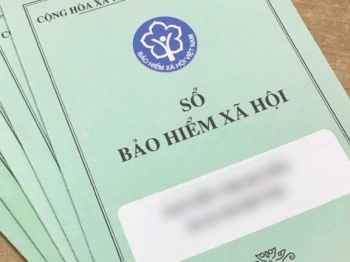 CỘNG HÒA XÃ
BẢO HIỂM XÃ HỘI VIỆT NAM
SỔ
BẢO HIỂM XÃ HỘI